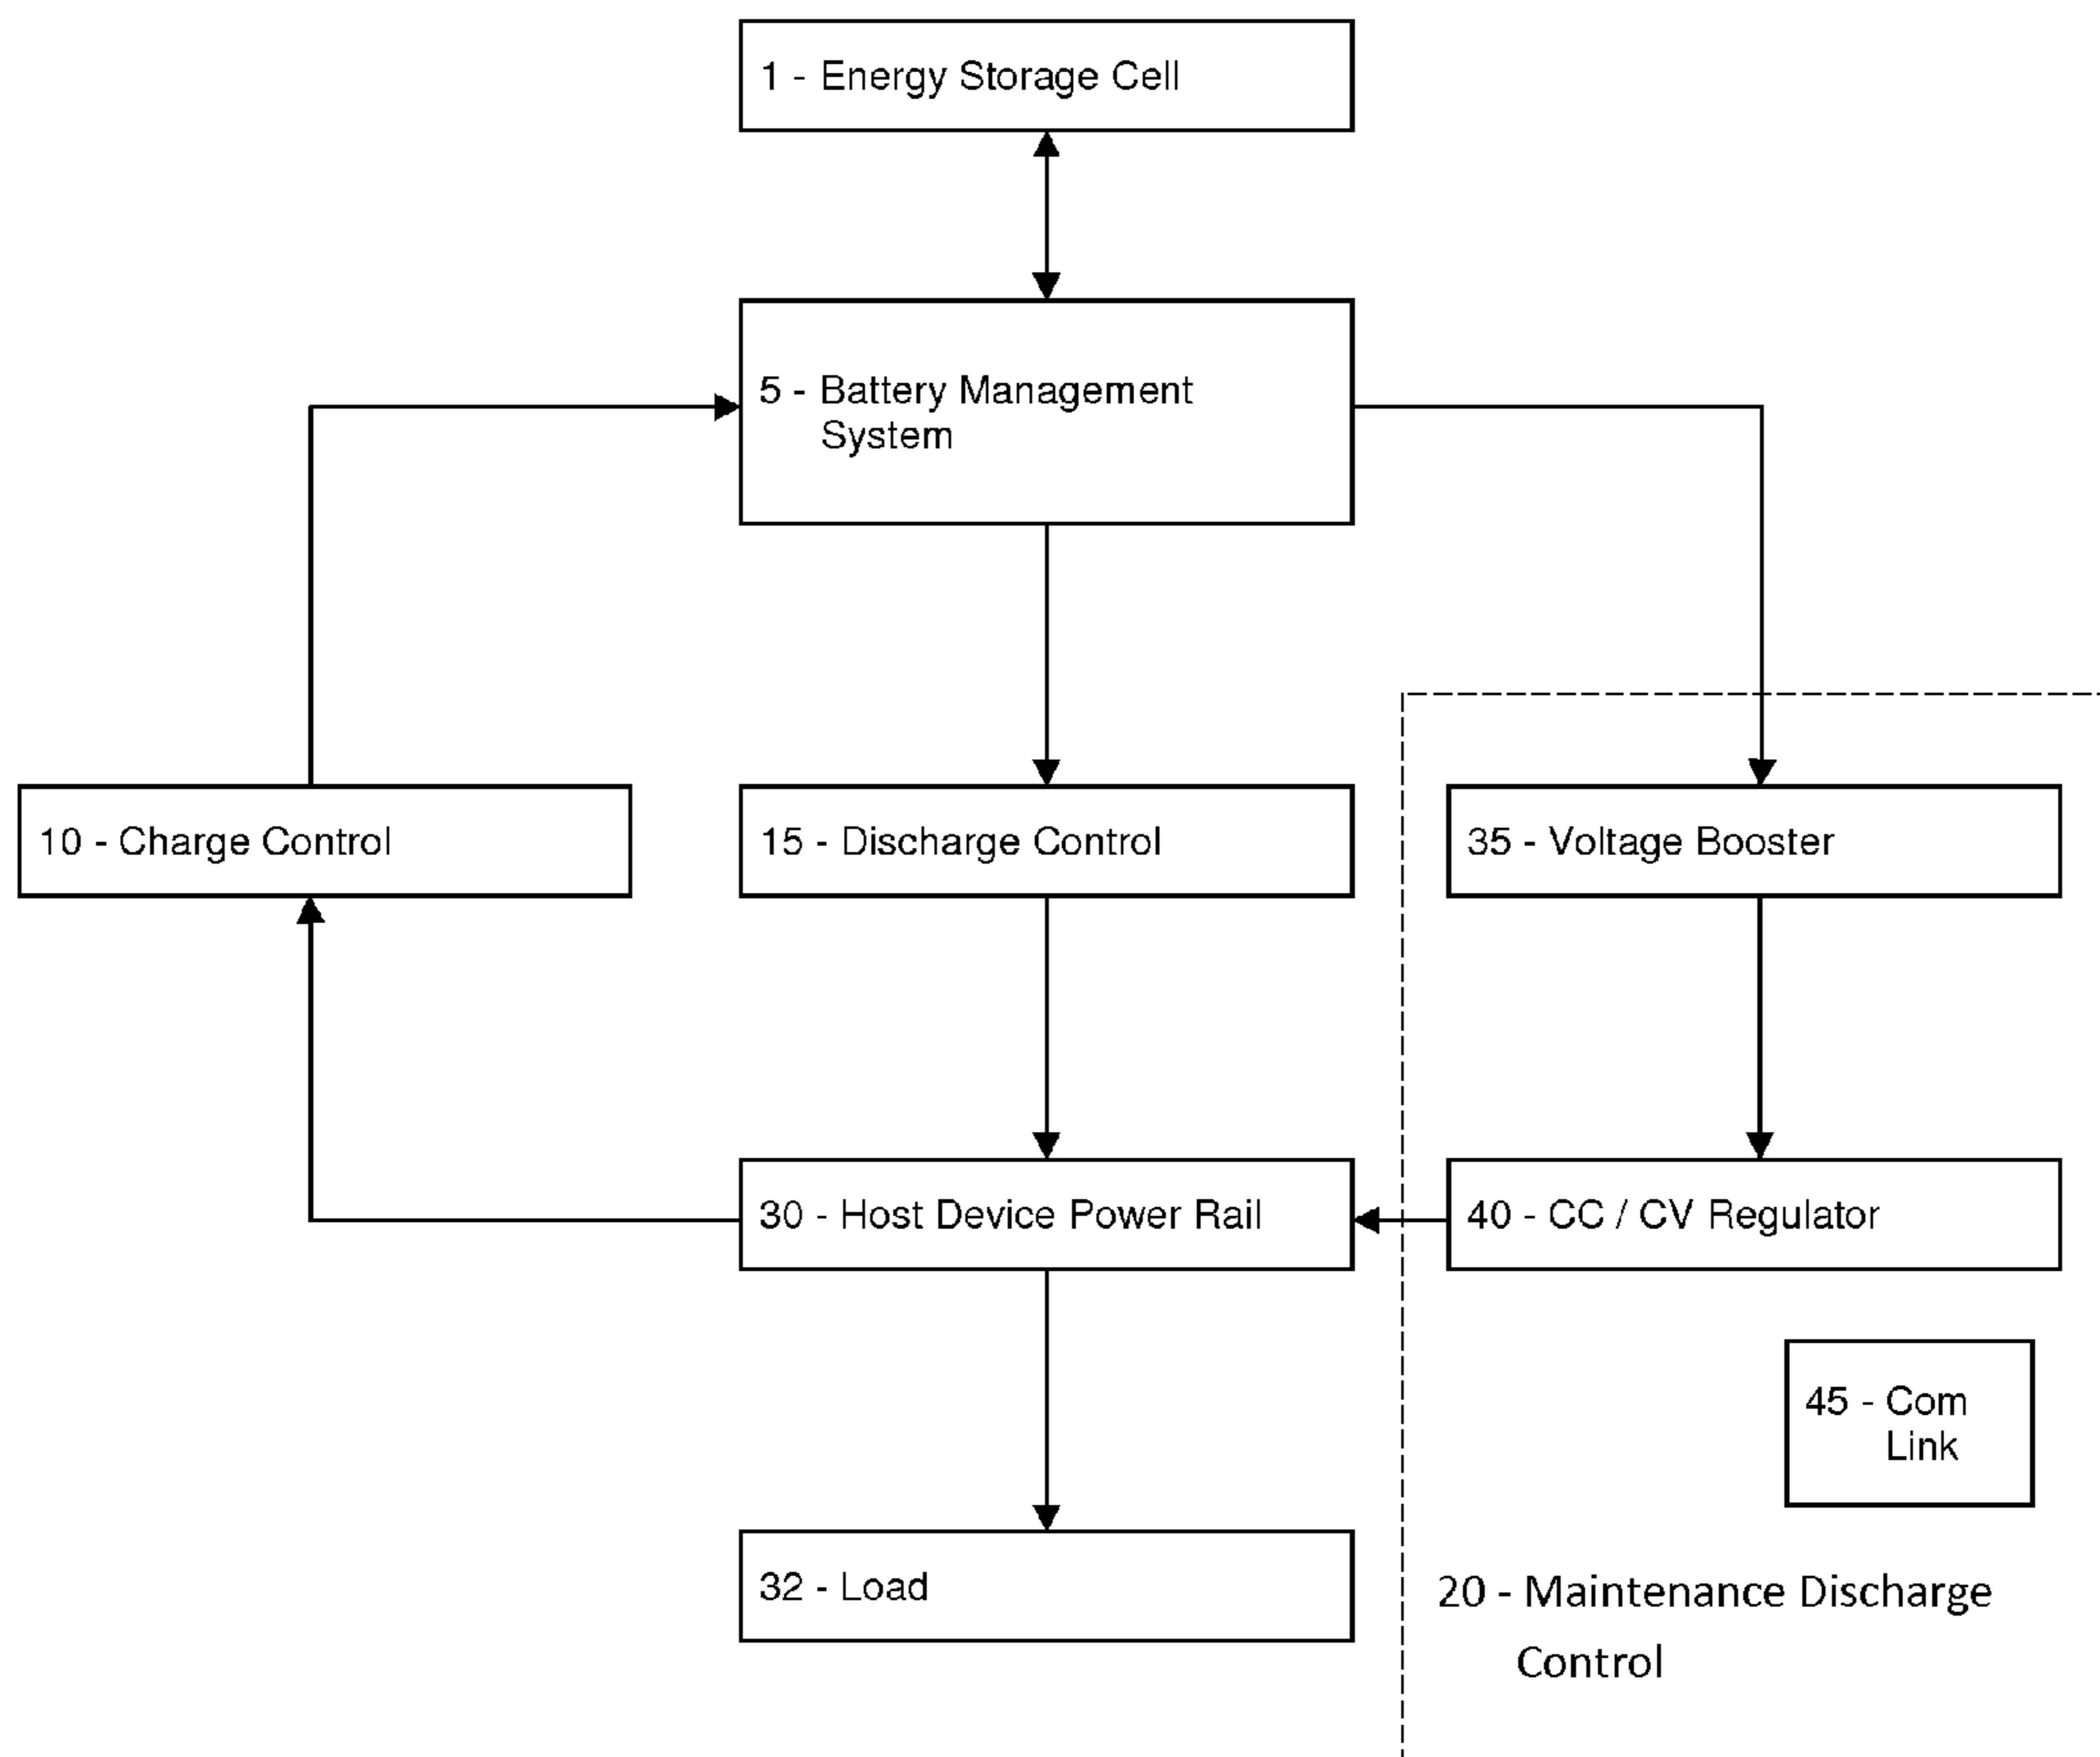 1 - Energy Storage Cell
5 - Battery Management
System
10 - Charge Control
15 - Discharge Control
35 - Voltage Booster
30 - Host Device Power Rail
40 - CC / CV Regulator
45 - Com
Link
32 - Load
20 - Maintenance Discharge
Control